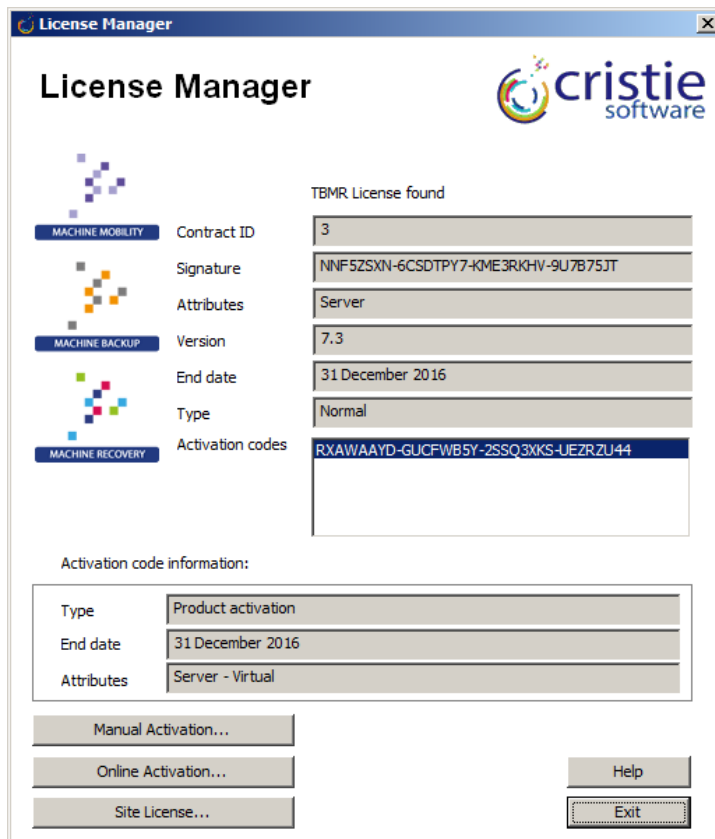 License Manager
License Manager
cristie
software
TBMR License found
MACHINE MOBILITY
Contract ID
3
Signature
NNF5ZSXN-6CSDTPY7-KME3RKHV-9U7B75JT
Attributes
Server
MACHINE BACKUP
Version
7.3
End date
31 December 2016
Type
Normal
MACHINE RECOVERY
Activation codes
RXAWAAYD-GUCFWB5Y-2SSQ3XKS-UEZRZU44
Activation code information:
Type
Product activation
End date
31 December 2016
Attributes
Server - Virtual
Manual Activation...
Online Activation...
Help
Site License...
Exit